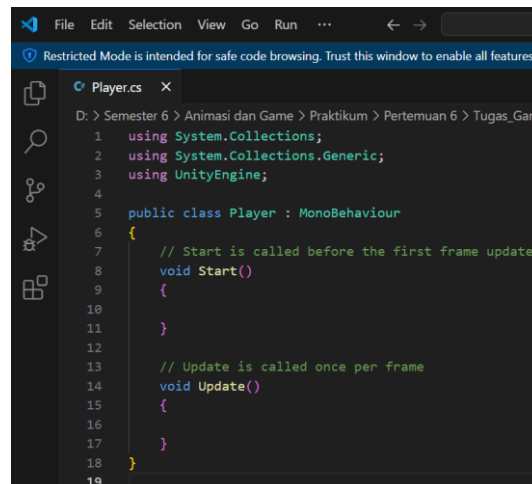 File Edit Selection View Go Run ... ← →
Restricted Mode is intended for safe code browsing. Trust this window to enable all features
Player.cs ×
D: > Semester 6 > Animasi dan Game > Praktikum > Pertemuan 6 > Tugas_Gar
1 using System.Collections;
2 using System.Collections.Generic;
3 using UnityEngine;
4
5 public class Player : MonoBehaviour
6 {
7 // Start is called before the first frame update
8 void Start()
9 {
10
11 }
12
13 // Update is called once per frame
14 void Update()
15 {
16
17 }
18 }
19